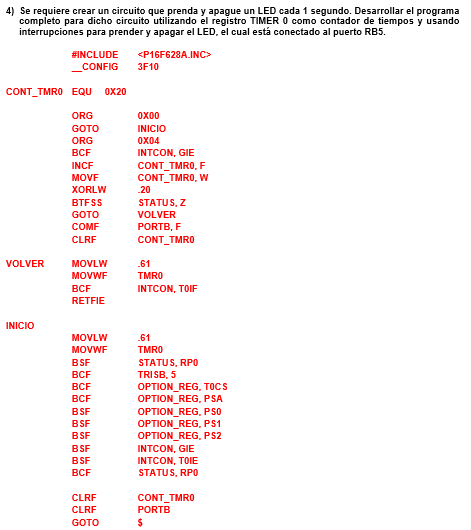 4) Se requiere crear un circuito que prenda y apague un LED cada 1 segundo. Desarrollar el programa
completo para dicho circuito utilizando el registro TIMER 0 como contador de tiempos y usando
interrupciones para prender y apagar el LED, el cual está conectado al puerto RB5.
#INCLUDE <P16F628A.INC>
__CONFIG 3F10
CONT_TMR0 EQU 0X20
ORG 0X00
GOTO INICIO
ORG 0X04
BCF INTCON, GIE
INCF CONT_TMR0, F
MOVF CONT_TMR0, W
XORLW .20
BTFSS STATUS, Z
GOTO VOLVER
COMF PORTB, F
CLRF CONT_TMR0
VOLVER MOVLW .61
MOVWF TMR0
BCF INTCON, T0IF
RETFIE
INICIO
MOVLW .61
MOVWF TMR0
BSF STATUS, RP0
BCF TRISB, 5
BCF OPTION_REG, T0CS
BCF OPTION_REG, PSA
BSF OPTION_REG, PS0
BSF OPTION_REG, PS1
BSF OPTION_REG, PS2
BSF INTCON, GIE
BSF INTCON, T0IE
BCF STATUS, RP0
CLRF CONT_TMR0
CLRF PORTB
GOTO $